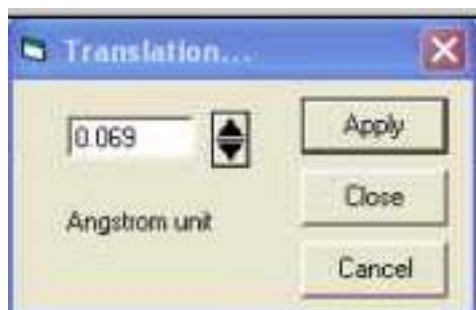 Translation...
0.069
Apply
Angstrom unit
Close
Cancel